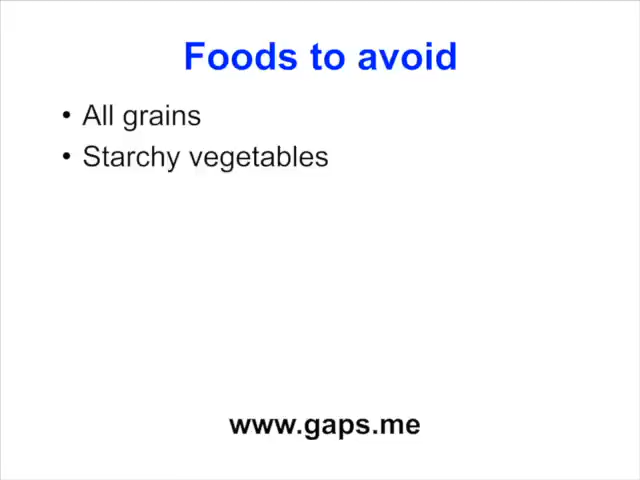 Foods to avoid
• All grains
• Starchy vegetables
www.gaps.me